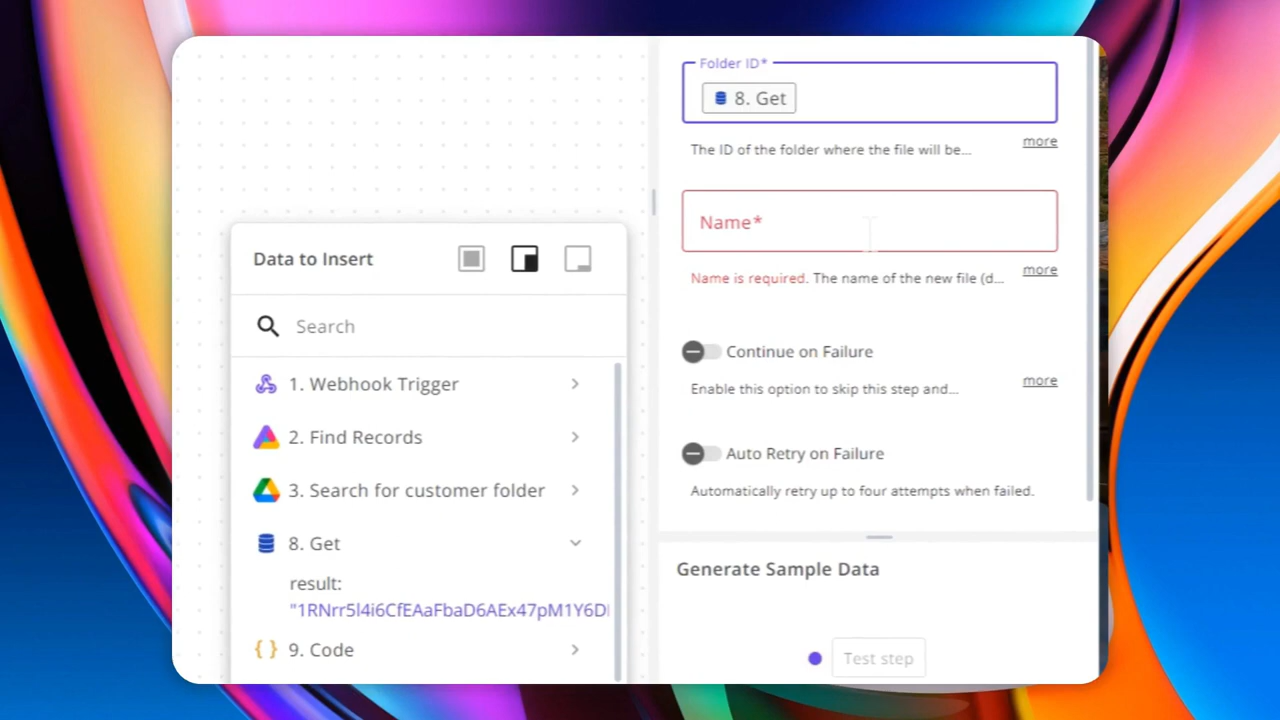 Folder ID*
8. Get
The ID of the folder where the file will be...
more
Name*
Name is required. The name of the new file (d...
more
Continue on Failure
Enable this option to skip this step and...
more
Auto Retry on Failure
Automatically retry up to four attempts when failed.
Generate Sample Data
Test step
Data to Insert
Search
1. Webhook Trigger
2. Find Records
3. Search for customer folder
8. Get
result:
"1RNrr5l4i6CfEAaFbaD6AEx47pM1Y6D
9. Code